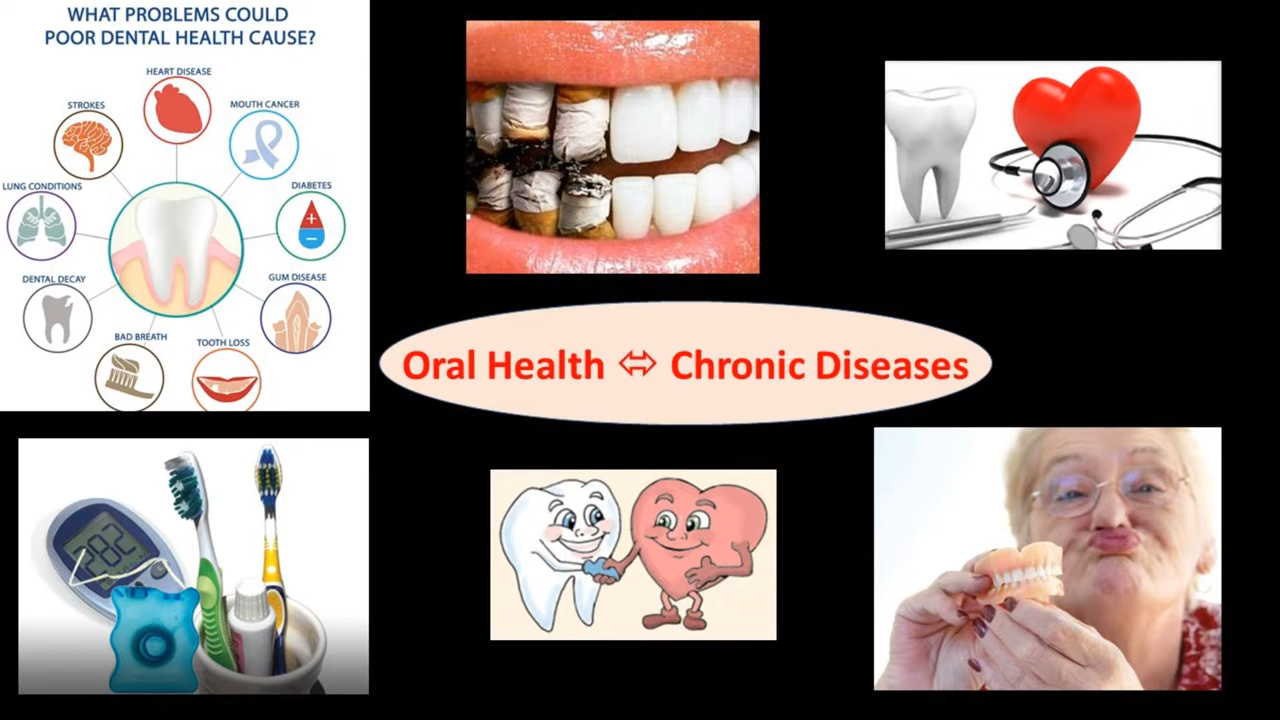 WHAT PROBLEMS COULD
POOR DENTAL HEALTH CAUSE?
HEART DISEASE
STROKES
MOUTH CANCER
LUNG CONDITIONS
DIABETES
DENTAL DECAY
GUM DISEASE
BAD BREATH
TOOTH LOSS
Oral Health ⬄ Chronic Diseases
282